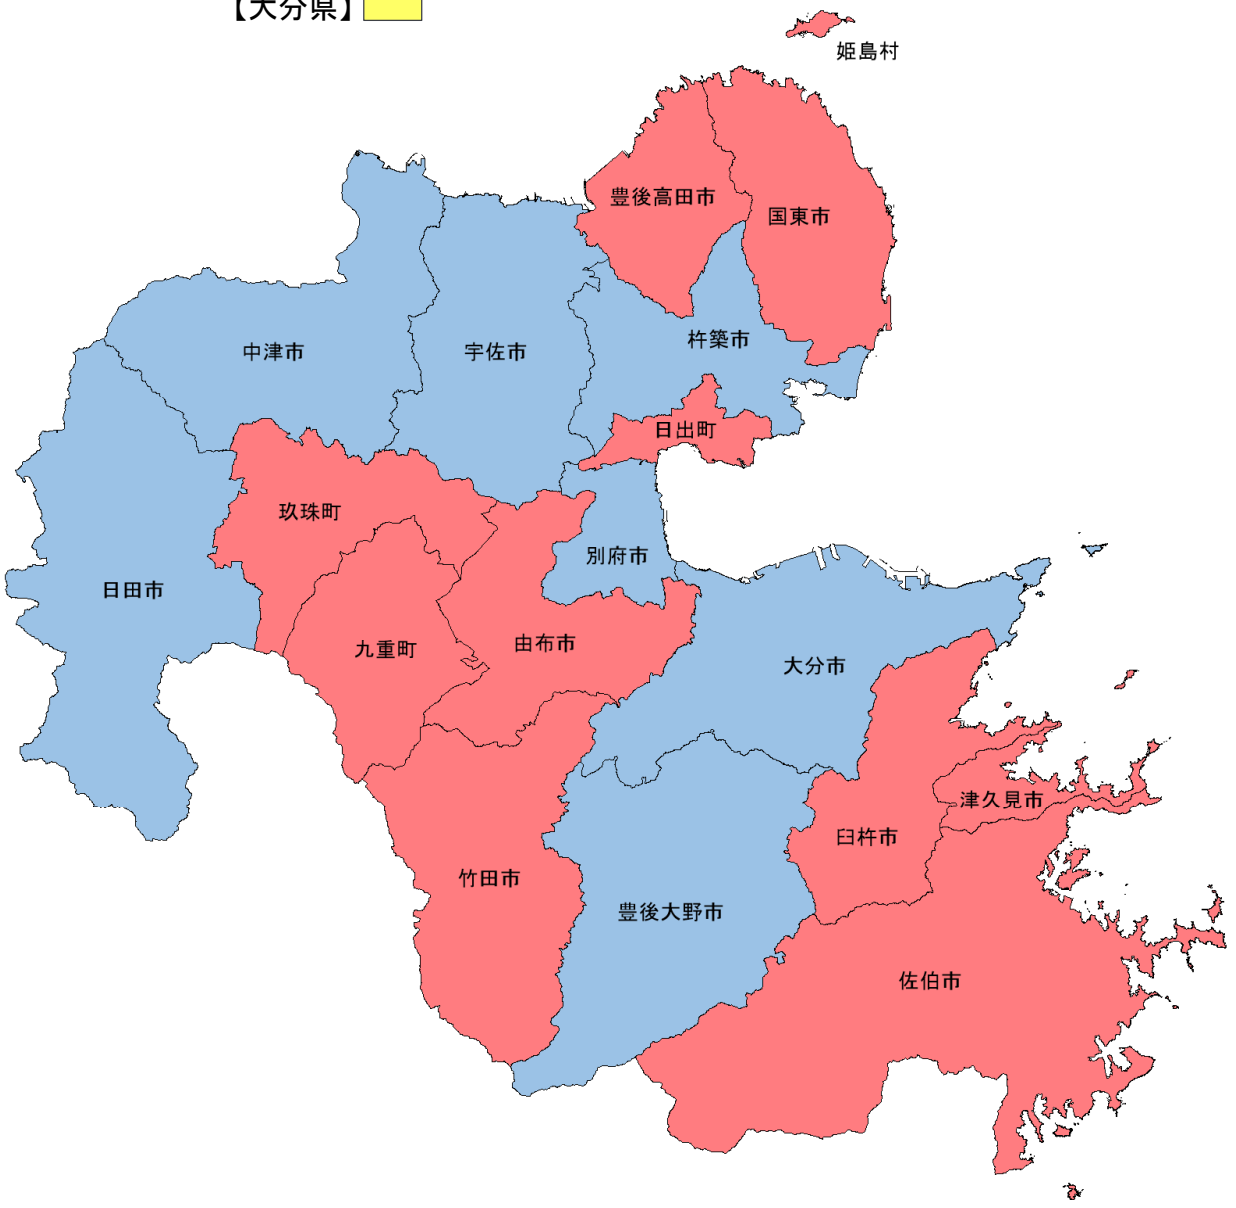 【大分県】
姫島村
豊後高田市
国東市
杵築市
中津市
宇佐市
日出町
玖珠町
別府市
日田市
由布市
九重町
大分市
津久見市
臼杵市
竹田市
豊後大野市
佐伯市